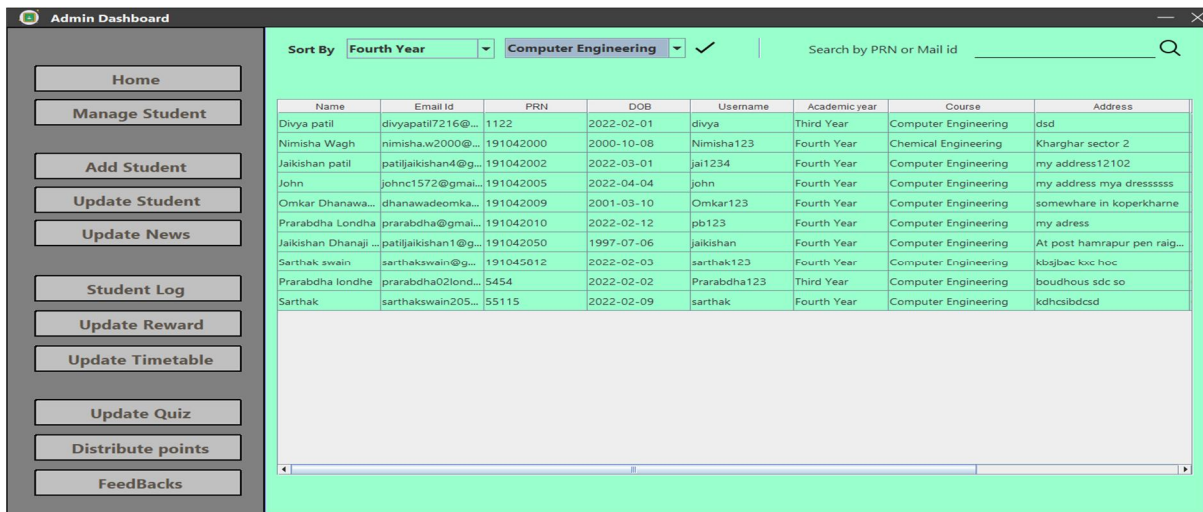 Admin Dashboard
Sort By Fourth Year Computer Engineering Search by PRN or Mail id
Home
Manage Student
Add Student
Update Student
Update News
Student Log
Update Reward
Update Timetable
Update Quiz
Distribute points
FeedBacks
Name Email Id PRN DOB Username Academic year Course Address
Divya patil divyapatil7216@... 1122 2022-02-01 divya Third Year Computer Engineering dsd
Nimisha Wagh nimisha.w2000@... 191042000 2000-10-08 Nimisha123 Fourth Year Chemical Engineering Kharghar sector 2
Jaikishan patil patiljaikishan4@g... 191042002 2022-03-01 jai1234 Fourth Year Computer Engineering my address12102
John johnc1572@gmai... 191042005 2022-04-04 john Fourth Year Computer Engineering my address mya dressssss
Omkar Dhanawa... dhanawadeomka... 191042009 2001-03-10 Omkar123 Fourth Year Computer Engineering somewhare in koperkharne
Prarabdha Londha prarabdha@gmai... 191042010 2022-02-12 pb123 Fourth Year Computer Engineering my adress
Jaikishan Dhanaji ... patiljaikishan1@g... 191042050 1997-07-06 jaikishan Fourth Year Computer Engineering At post hamrapur pen raig...
Sarthak swain sarthakswain@g... 191045812 2022-02-03 sarthak123 Fourth Year Computer Engineering kbsjbac kxc hoc
Prarabdha londhe prarabdha02lond... 5454 2022-02-02 Prarabdha123 Third Year Computer Engineering boudhous sdc so
Sarthak sarthakswain205... 55115 2022-02-09 sarthak Fourth Year Computer Engineering kdhcsibdcsd